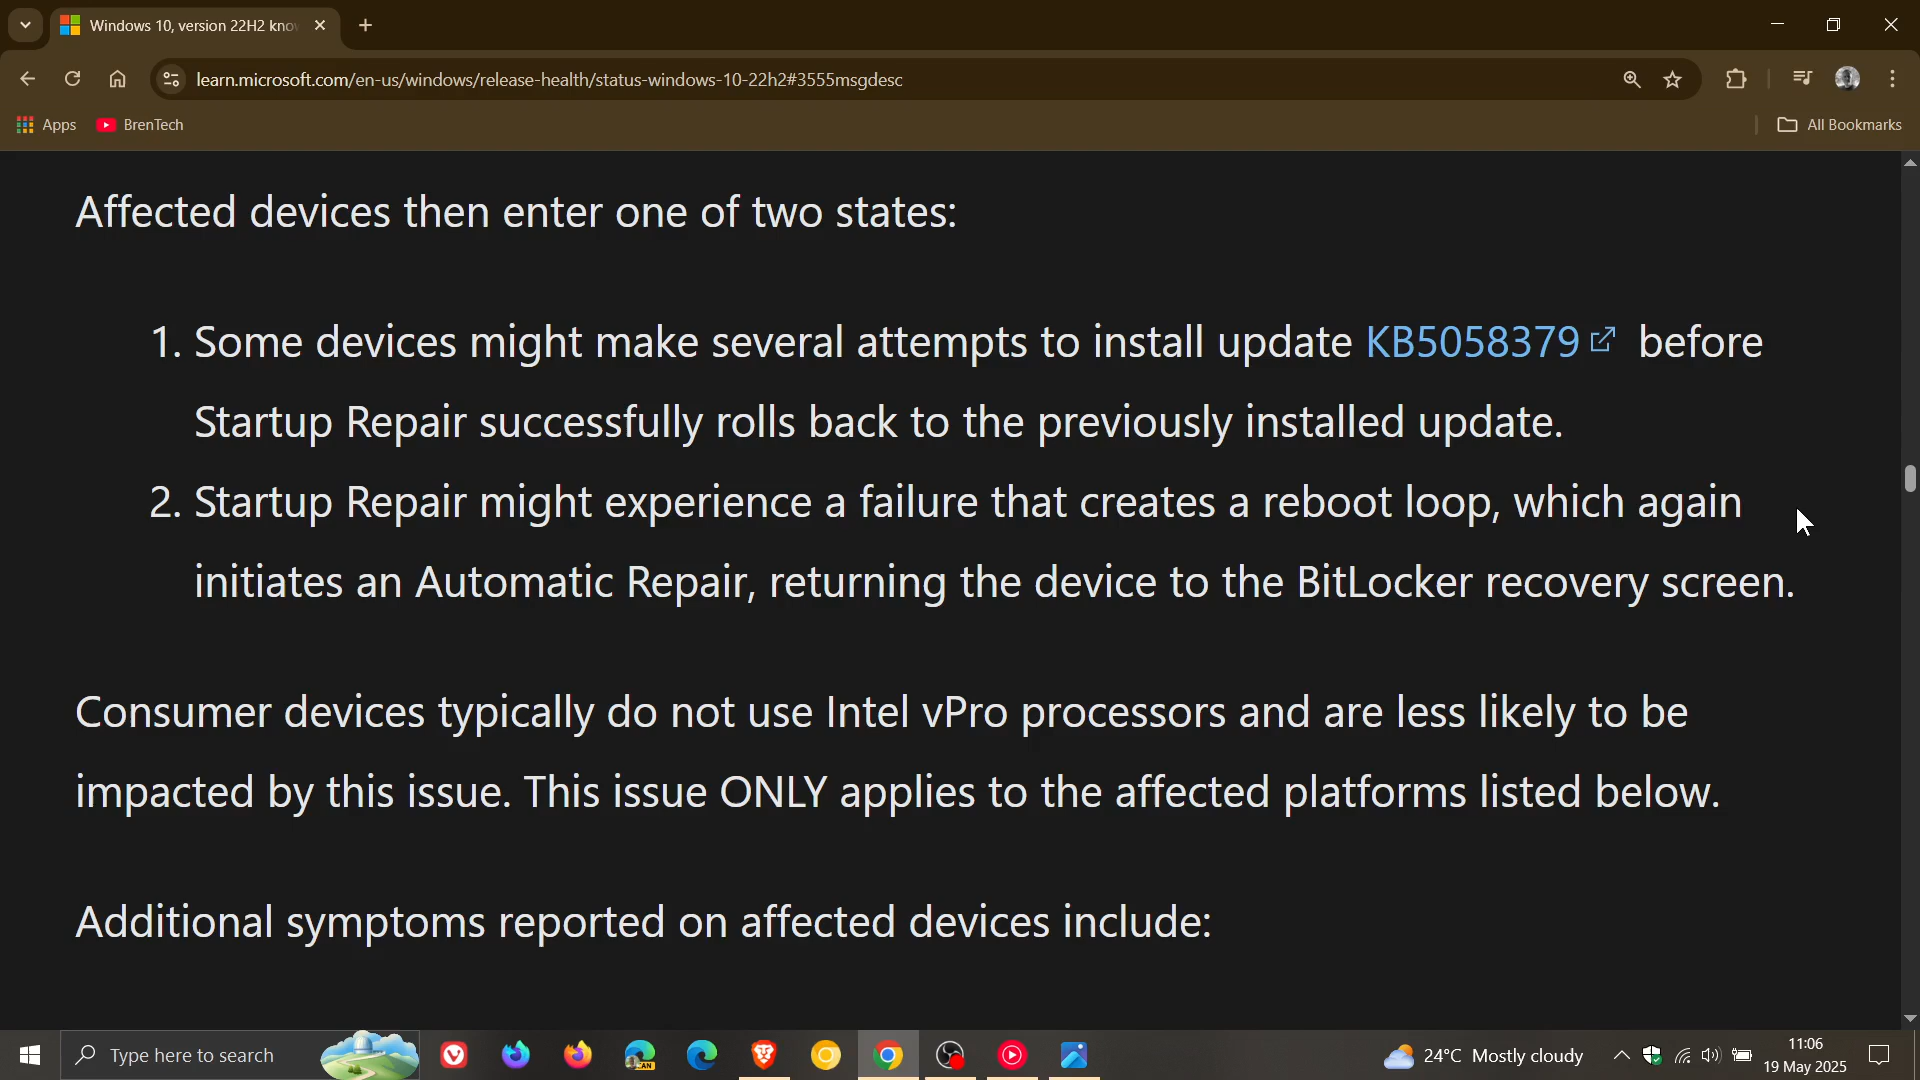 Windows 10, version 22H2 kno
learn.microsoft.com/en-us/windows/release-health/status-windows-10-22h2#3555msgdesc
Apps
BrenTech
All Bookmarks
Affected devices then enter one of two states:
1. Some devices might make several attempts to install update KB5058379 before
Startup Repair successfully rolls back to the previously installed update.
2. Startup Repair might experience a failure that creates a reboot loop, which again
initiates an Automatic Repair, returning the device to the BitLocker recovery screen.
Consumer devices typically do not use Intel vPro processors and are less likely to be
impacted by this issue. This issue ONLY applies to the affected platforms listed below.
Additional symptoms reported on affected devices include:
Type here to search
CAN
24°C Mostly cloudy
11:06
19 May 2025